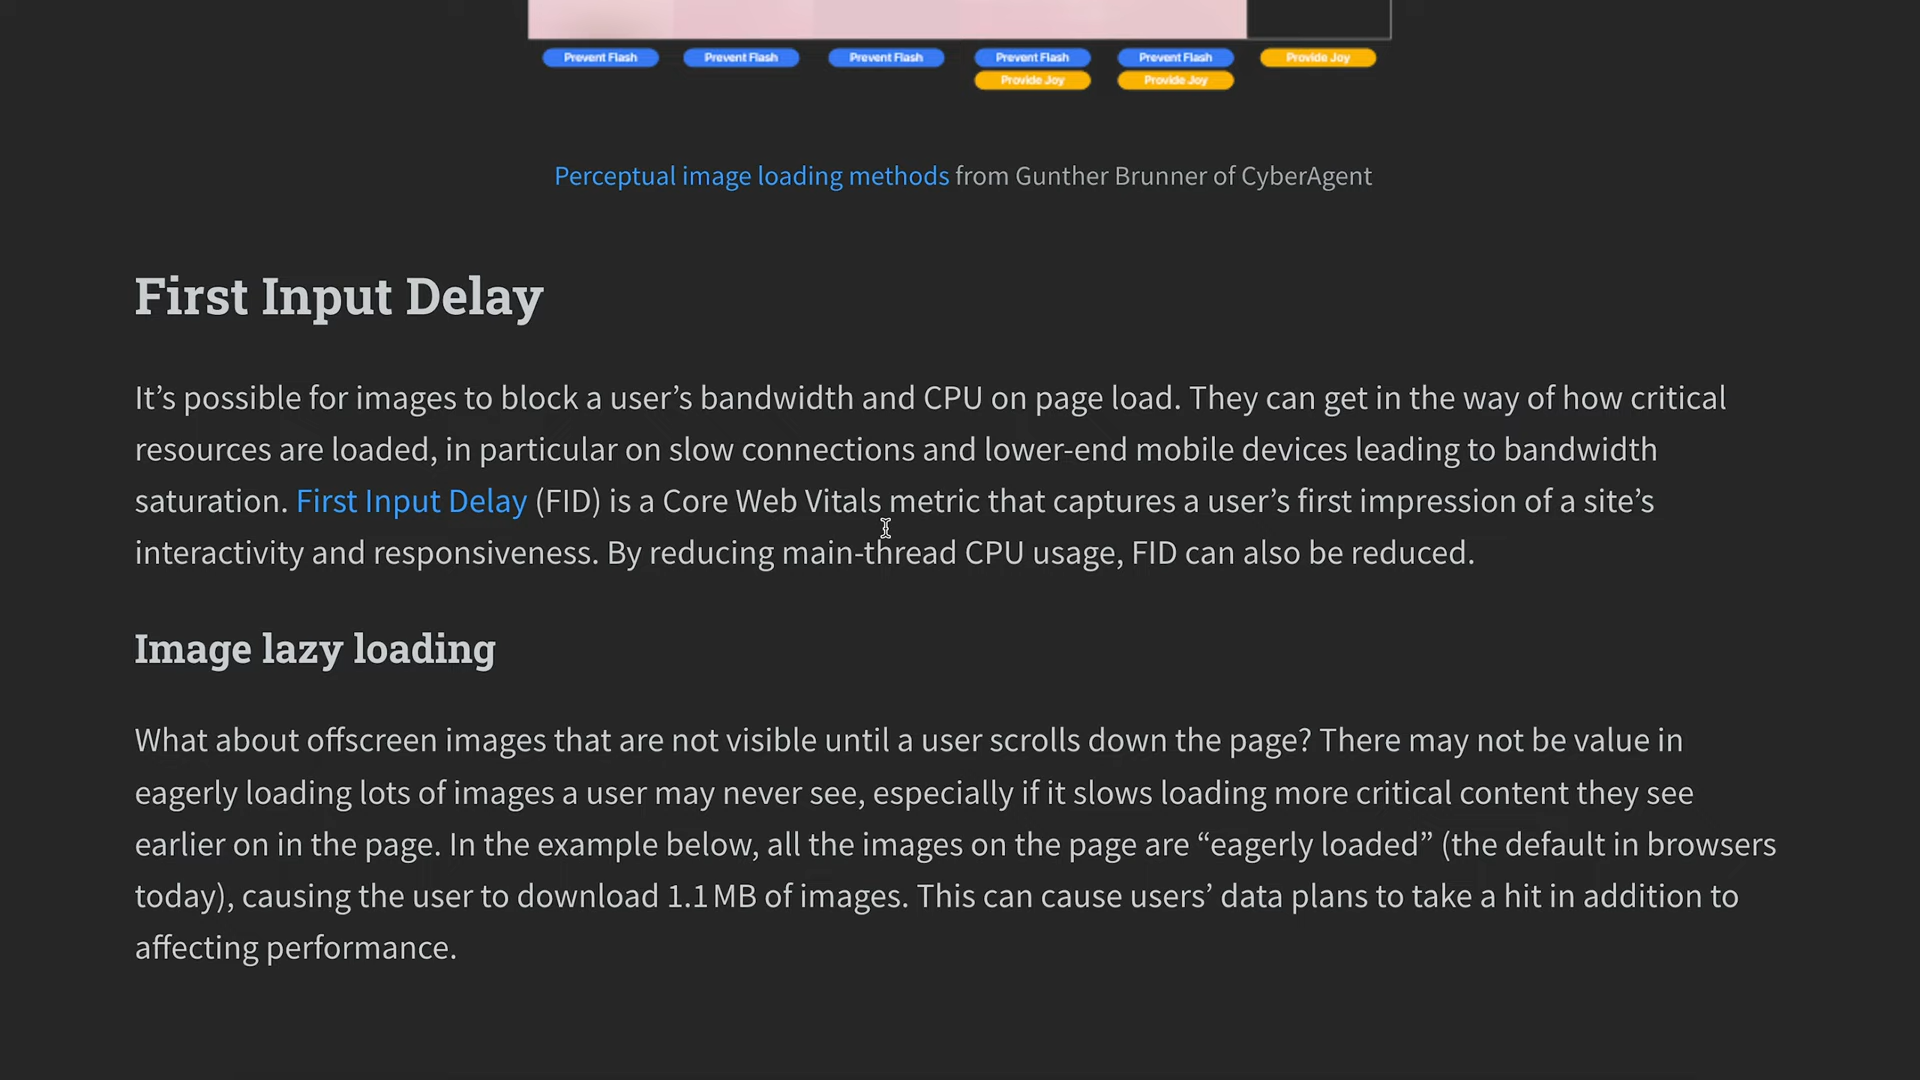 Prevent Flash Prevent Flash Prevent Flash Prevent Flash Prevent Flash Provide Joy
Provide Joy Provide Joy
Perceptual image loading methods from Gunther Brunner of CyberAgent
First Input Delay
It’s possible for images to block a user’s bandwidth and CPU on page load. They can get in the way of how critical
resources are loaded, in particular on slow connections and lower-end mobile devices leading to bandwidth
saturation. First Input Delay (FID) is a Core Web Vitals metric that captures a user’s first impression of a site’s
interactivity and responsiveness. By reducing main-thread CPU usage, FID can also be reduced.
Image lazy loading
What about offscreen images that are not visible until a user scrolls down the page? There may not be value in
eagerly loading lots of images a user may never see, especially if it slows loading more critical content they see
earlier on in the page. In the example below, all the images on the page are “eagerly loaded” (the default in browsers
today), causing the user to download 1.1 MB of images. This can cause users’ data plans to take a hit in addition to
affecting performance.